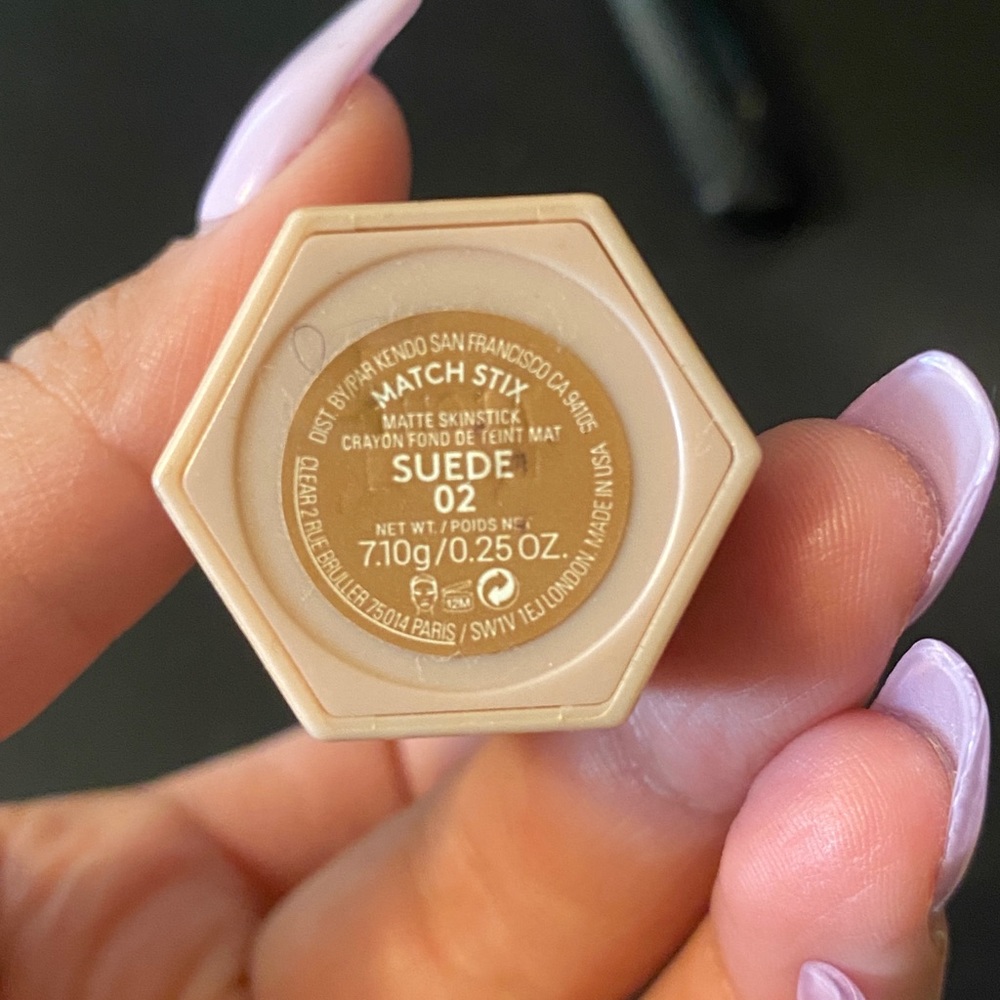 DIST. BY/PAR KENDO SAN FRANCISCO CA 94105
MATCH STIX
MATTE SKINSTICK
CRAYON FOND DE TEINT MAT
SUEDE
02
NET WT. / POIDS NET
7.10g/0.25 OZ.
12M
CLEAR 2 RUE BRULLER 75014 PARIS / SW1V 1EJ LONDON. MADE IN USA